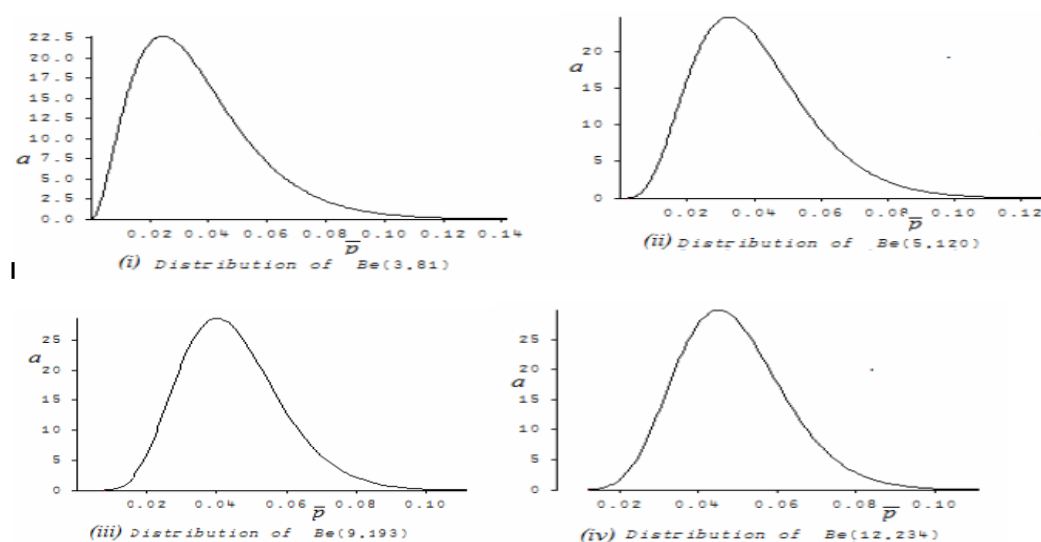 22.5
20.0
17.5
15.0
12.5
10.0
a 7.5
5.0
2.5
0.0
0.02 0.04 0.06 0.08 0.10 0.12 0.14
p̅
(i) Distribution of Be(3,81)
20
a
15
10
5
0
0.02 0.04 0.06 0.08 0.10 0.12
p̅
(ii) Distribution of Be(5,120)
25
a
20
15
10
5
0
0.02 0.04 0.06 0.08 0.10
p̅
(iii) Distribution of Be(9,193)
25
20
a
15
10
5
0
0.02 0.04 0.06 0.08 0.10
p̅
(iv) Distribution of Be(12,234)